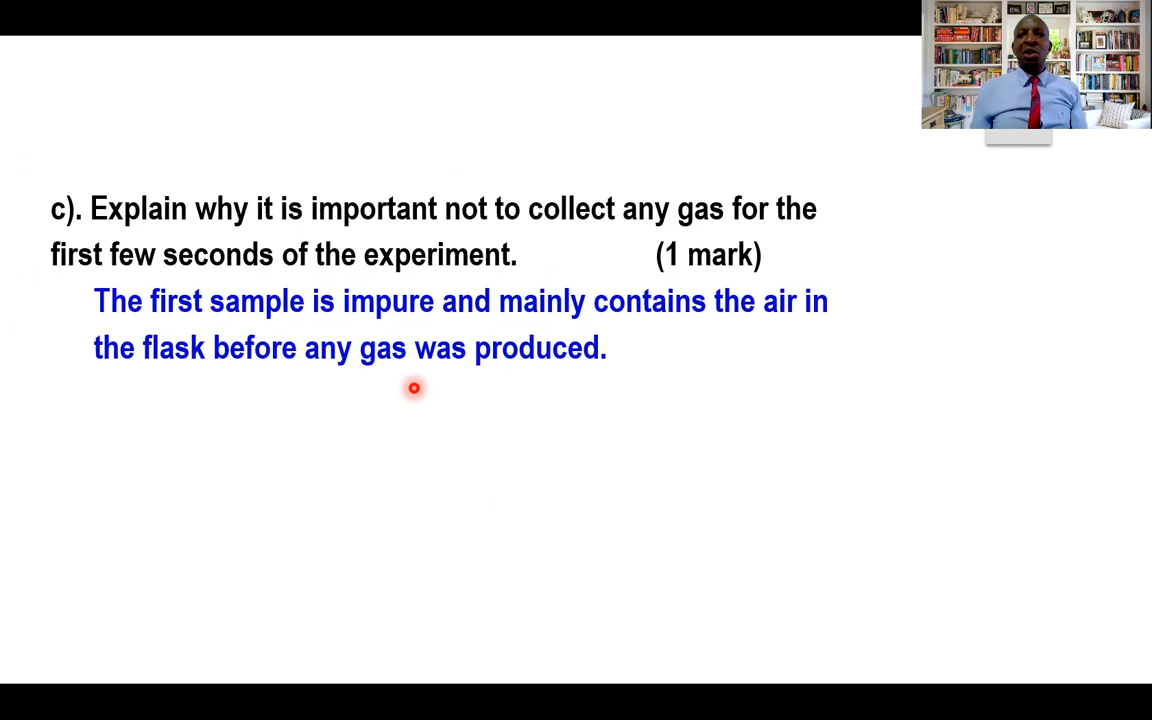 c). Explain why it is important not to collect any gas for the
first few seconds of the experiment. (1 mark)
The first sample is impure and mainly contains the air in
the flask before any gas was produced.